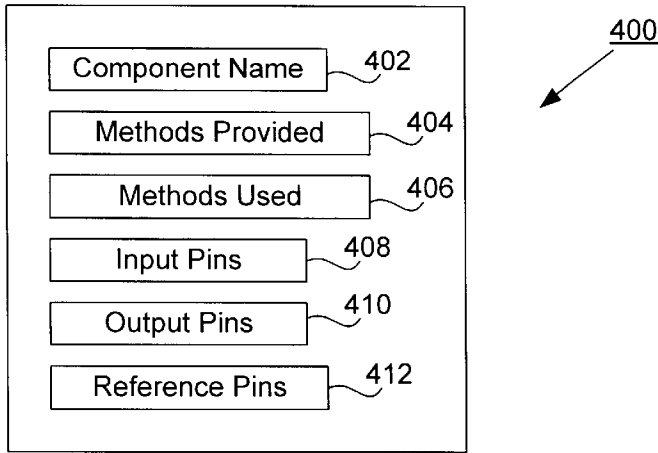 400
Component Name 402
Methods Provided 404
Methods Used 406
Input Pins 408
Output Pins 410
Reference Pins 412